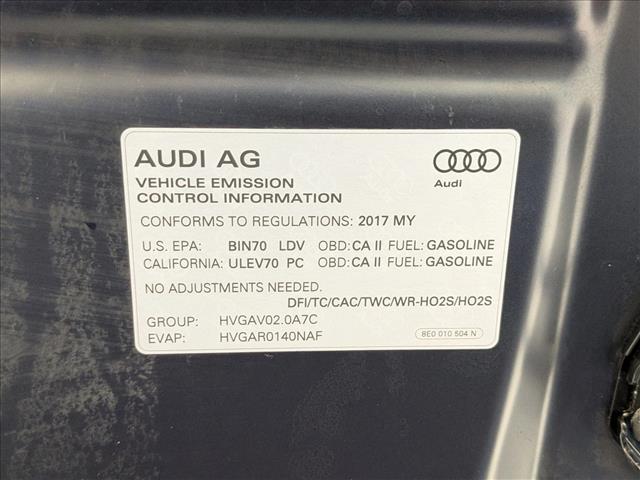 AUDI AG
Audi
VEHICLE EMISSION
CONTROL INFORMATION
CONFORMS TO REGULATIONS: 2017 MY
U.S. EPA: BIN70 LDV OBD: CA II FUEL: GASOLINE
CALIFORNIA: ULEV70 PC OBD: CA II FUEL: GASOLINE
NO ADJUSTMENTS NEEDED.
DFI/TC/CAC/TWC/WR-HO2S/HO2S
GROUP: HVGAV02.0A7C
EVAP: HVGAR0140NAF
8E0 010 504 N